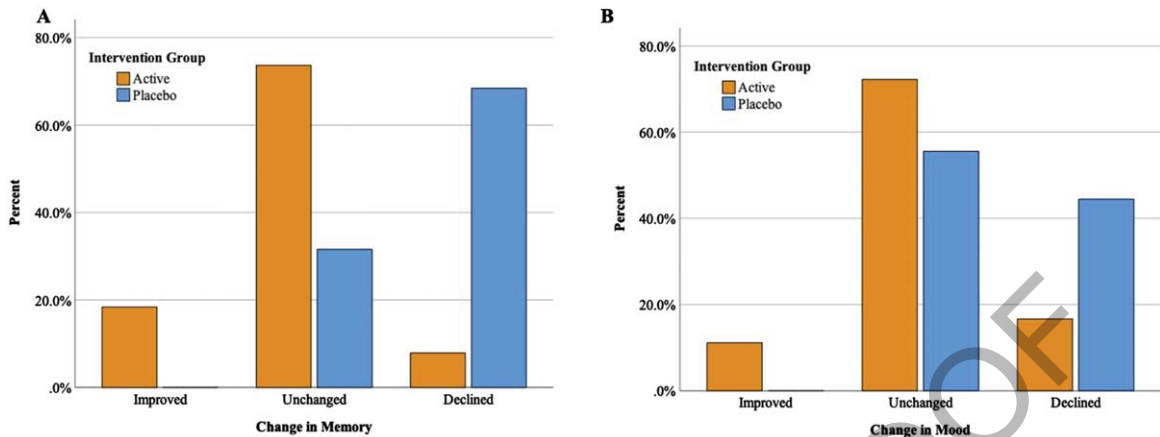 A
80.0%
60.0%
40.0%
20.0%
.0%
Percent
Intervention Group
Active
Placebo
Improved
Unchanged
Declined
Change in Memory
B
80.0%
60.0%
40.0%
20.0%
.0%
Percent
Intervention Group
Active
Placebo
Improved
Unchanged
Declined
Change in Mood
OOF